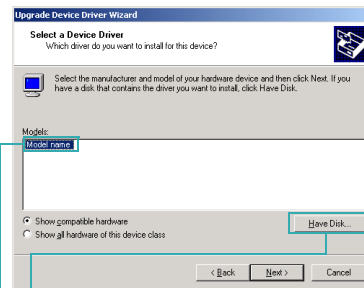 Upgrade Device Driver Wizard
Select a Device Driver
Which driver do you want to install for this device?
Select the manufacturer and model of your hardware device and then click Next. If you
have a disk that contains the driver you want to install, click Have Disk.
Models:
Model name
Show compatible hardware
Show all hardware of this device class
Have Disk...
< Back
Next >
Cancel